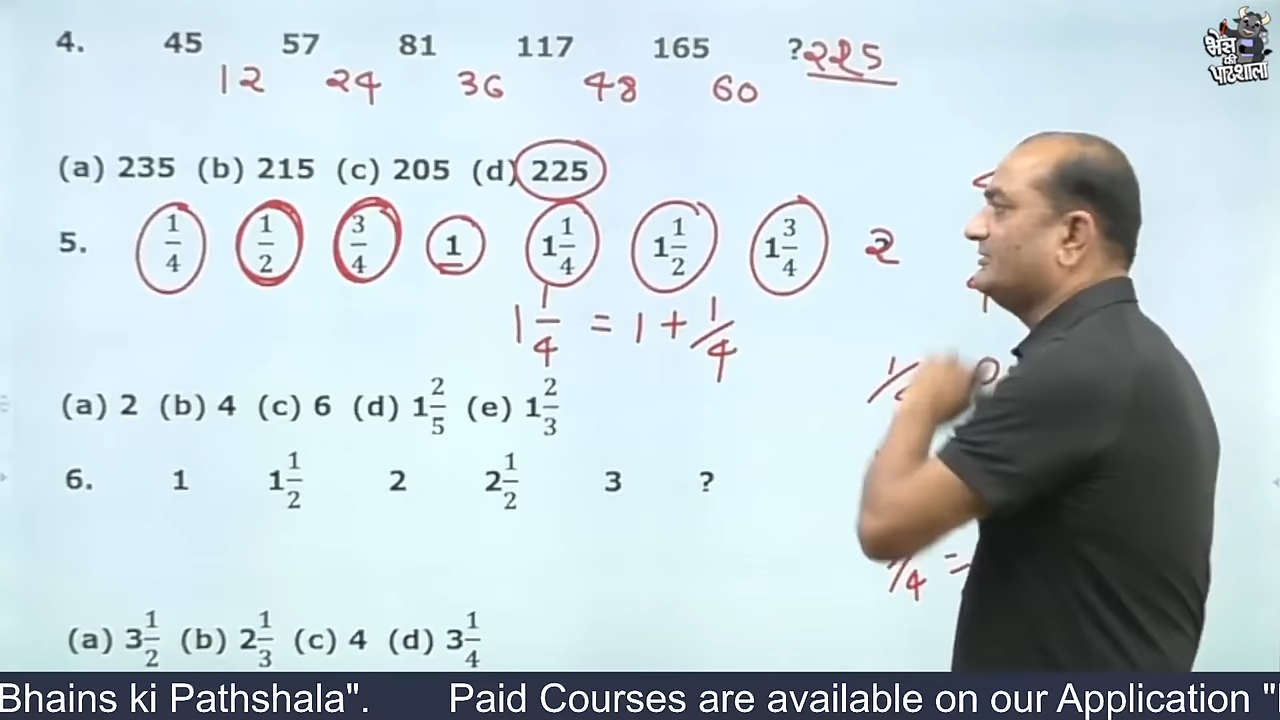 भैंस की पाठशाला
4. 45 57 81 117 165 ? 225
12 24 36 48 60
(a) 235 (b) 215 (c) 205 (d) 225
5. 1/4 1/2 3/4 1 1 1/4 1 1/2 1 3/4 2
1 1/4 = 1 + 1/4
(a) 2 (b) 4 (c) 6 (d) 1 2/5 (e) 1 2/3
6. 1 1 1/2 2 2 1/2 3 ?
(a) 3 1/2 (b) 2 1/3 (c) 4 (d) 3 1/4
Bhains ki Pathshala". Paid Courses are available on our Application "